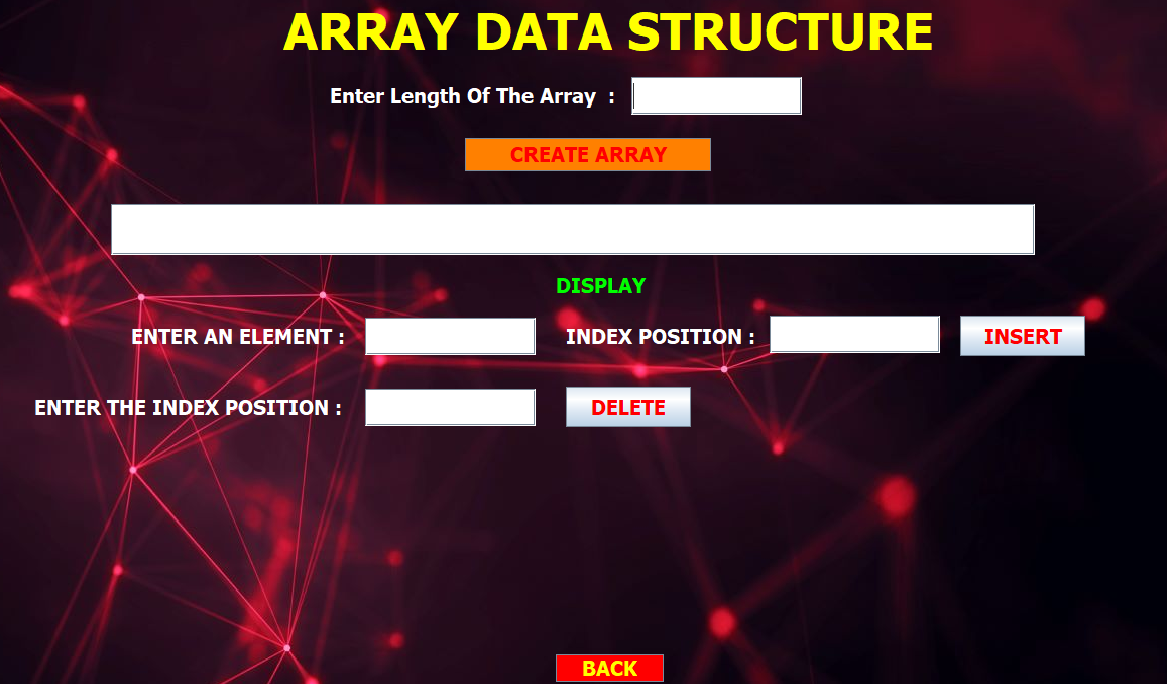 ARRAY DATA STRUCTURE
Enter Length Of The Array :
CREATE ARRAY
DISPLAY
ENTER AN ELEMENT : INDEX POSITION : INSERT
ENTER THE INDEX POSITION : DELETE
BACK